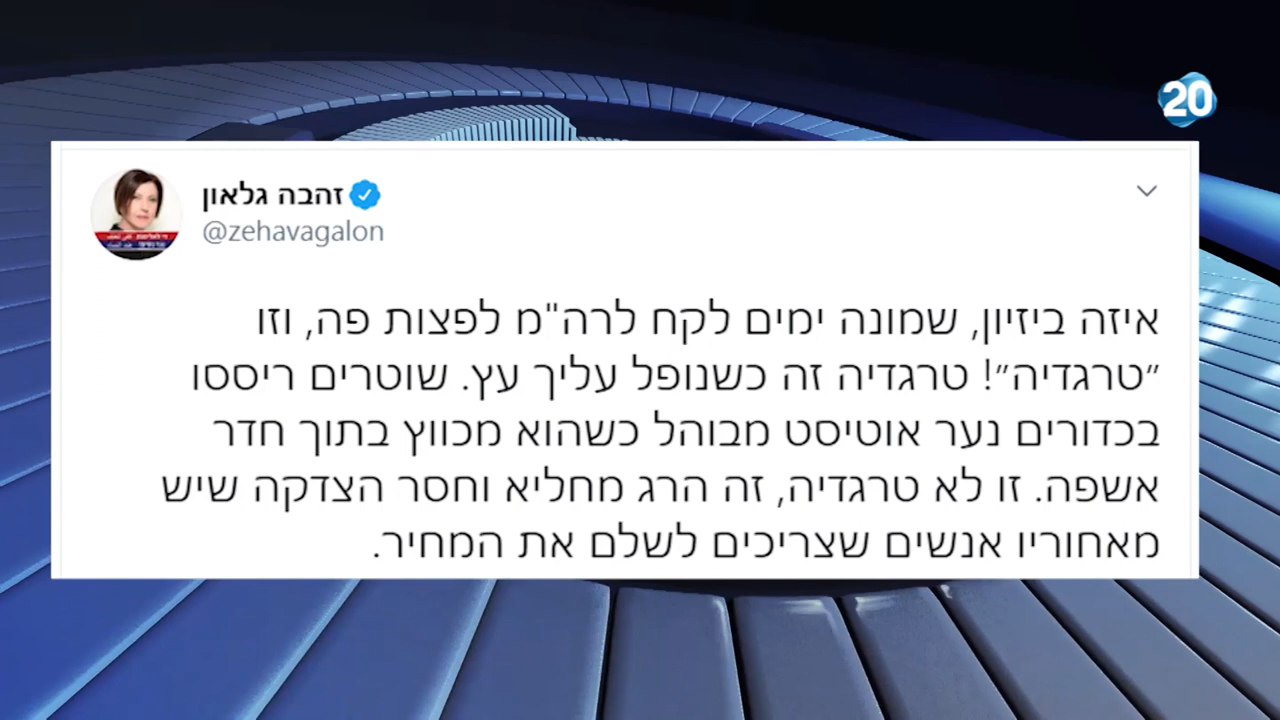 20
זהבה גלאון
@zehavagalon
איזה ביזיון, שמונה ימים לקח לרה"מ לפצות פה, וזו
״טרגדיה״! טרגדיה זה כשנופל עליך עץ. שוטרים ריססו
בכדורים נער אוטיסט מבוהל כשהוא מכווץ בתוך חדר
אשפה. זו לא טרגדיה, זה הרג מחליא וחסר הצדקה שיש
מאחוריו אנשים שצריכים לשלם את המחיר.